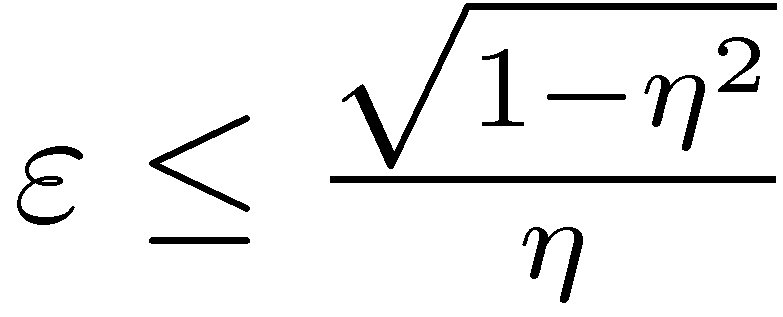 ε ≤ √(1−η²) / η